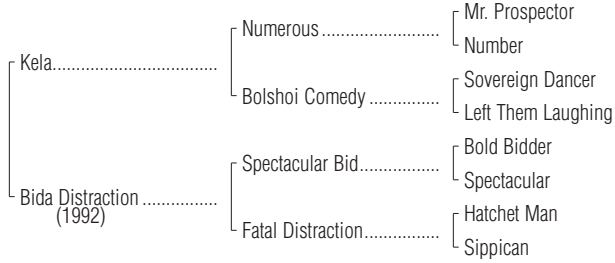 Mr. Prospector
Numerous
Number
Kela
Sovereign Dancer
Bolshoi Comedy
Left Them Laughing
Bold Bidder
Spectacular Bid
Spectacular
Bida Distraction
(1992)
Hatchet Man
Fatal Distraction
Sippican